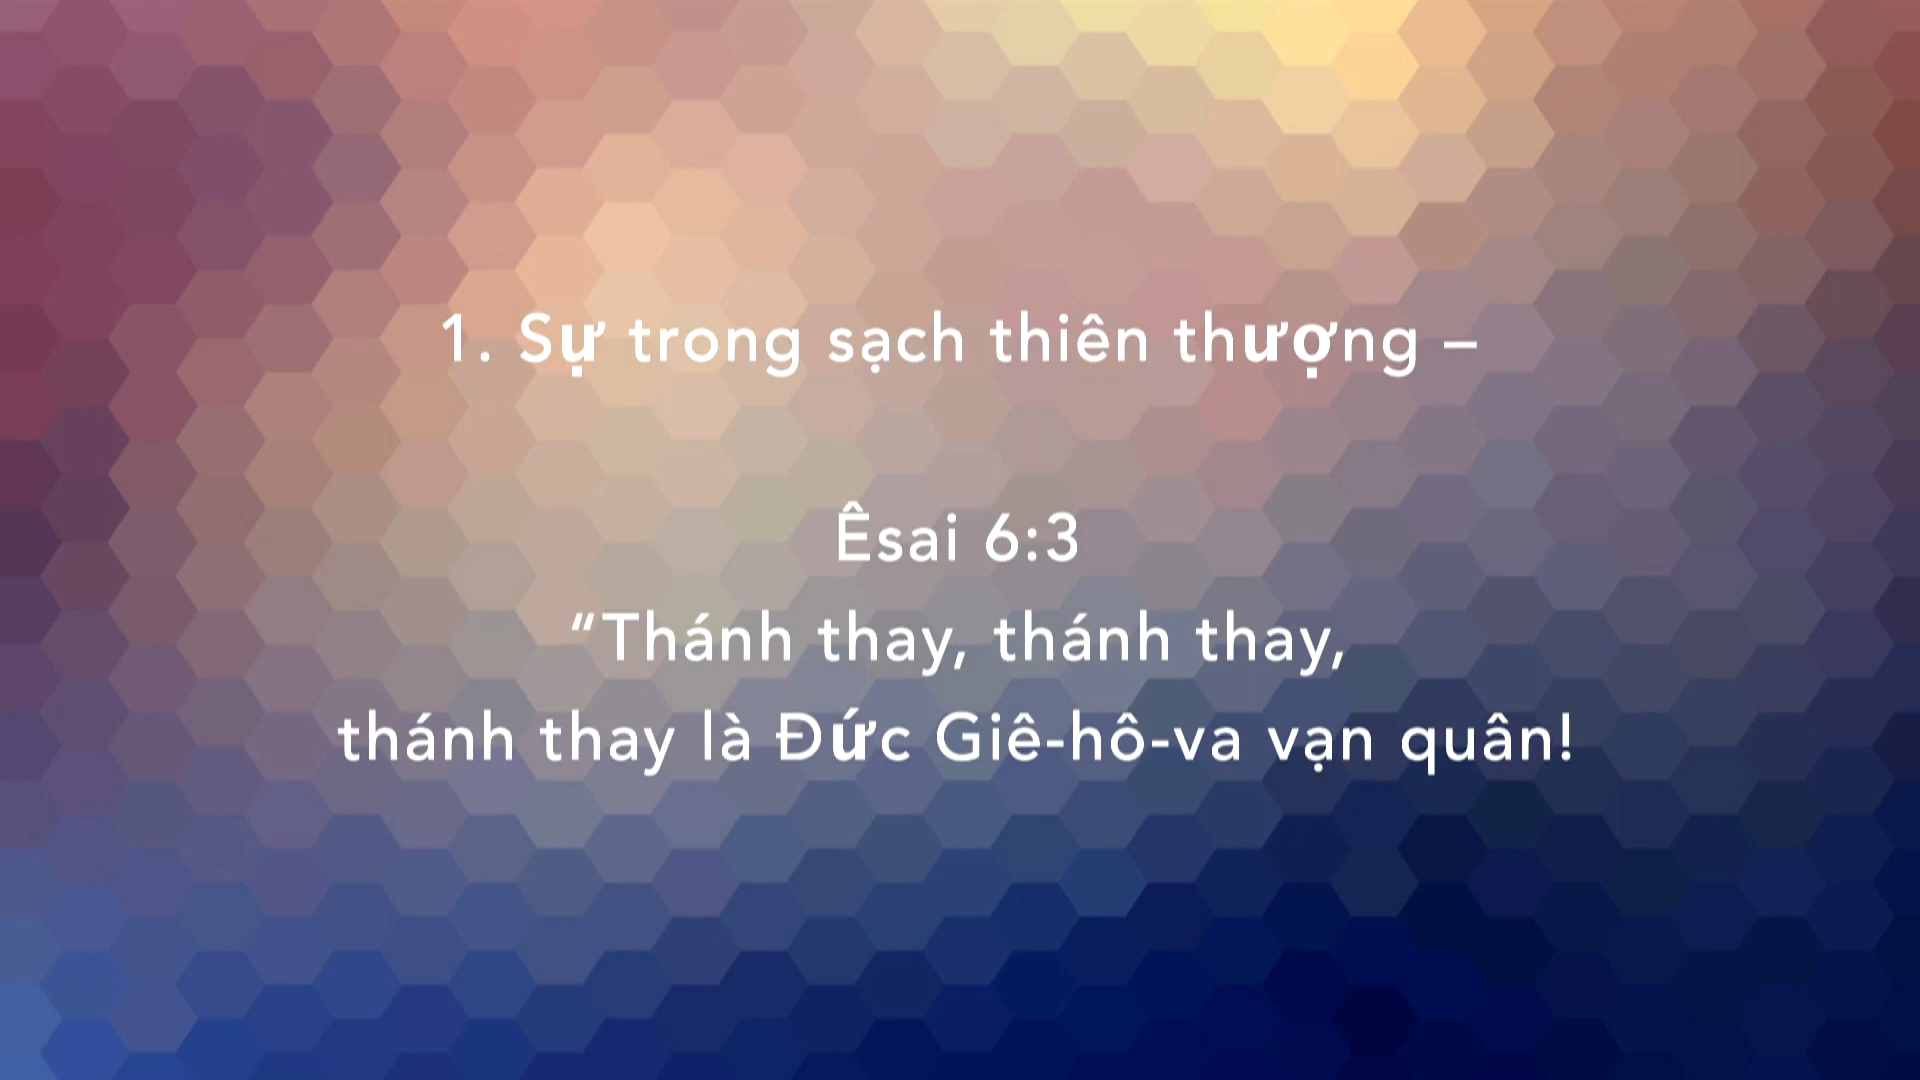 1. Sự trong sạch thiên thượng –
Êsai 6:3
“Thánh thay, thánh thay,
thánh thay là Đức Giê-hô-va vạn quân!